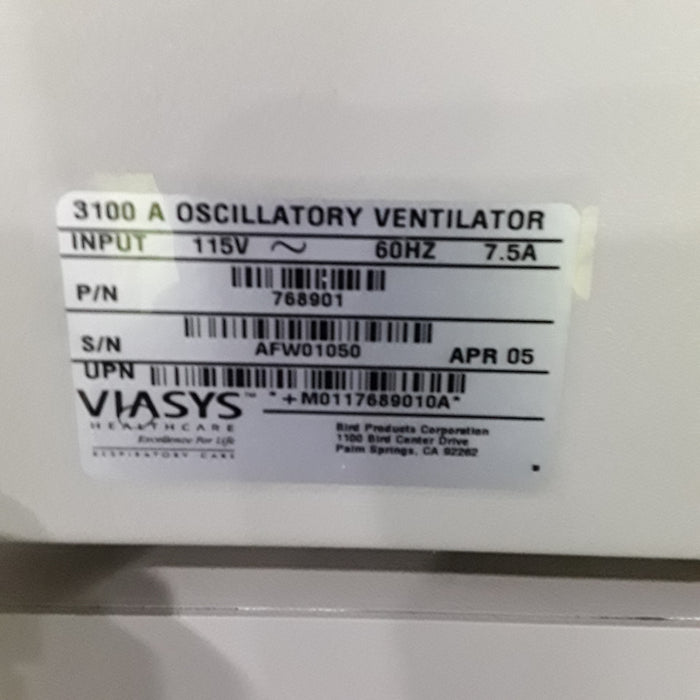 3100 A OSCILLATORY VENTILATOR
INPUT 115V ~ 60HZ 7.5A
P/N 768901
S/N AFW01050 APR 05
UPN *+M0117689010A*
VIASYS™
HEALTHCARE
Excellence For Life
RESPIRATORY CARE
Bird Products Corporation
1100 Bird Center Drive
Palm Springs, CA 92262